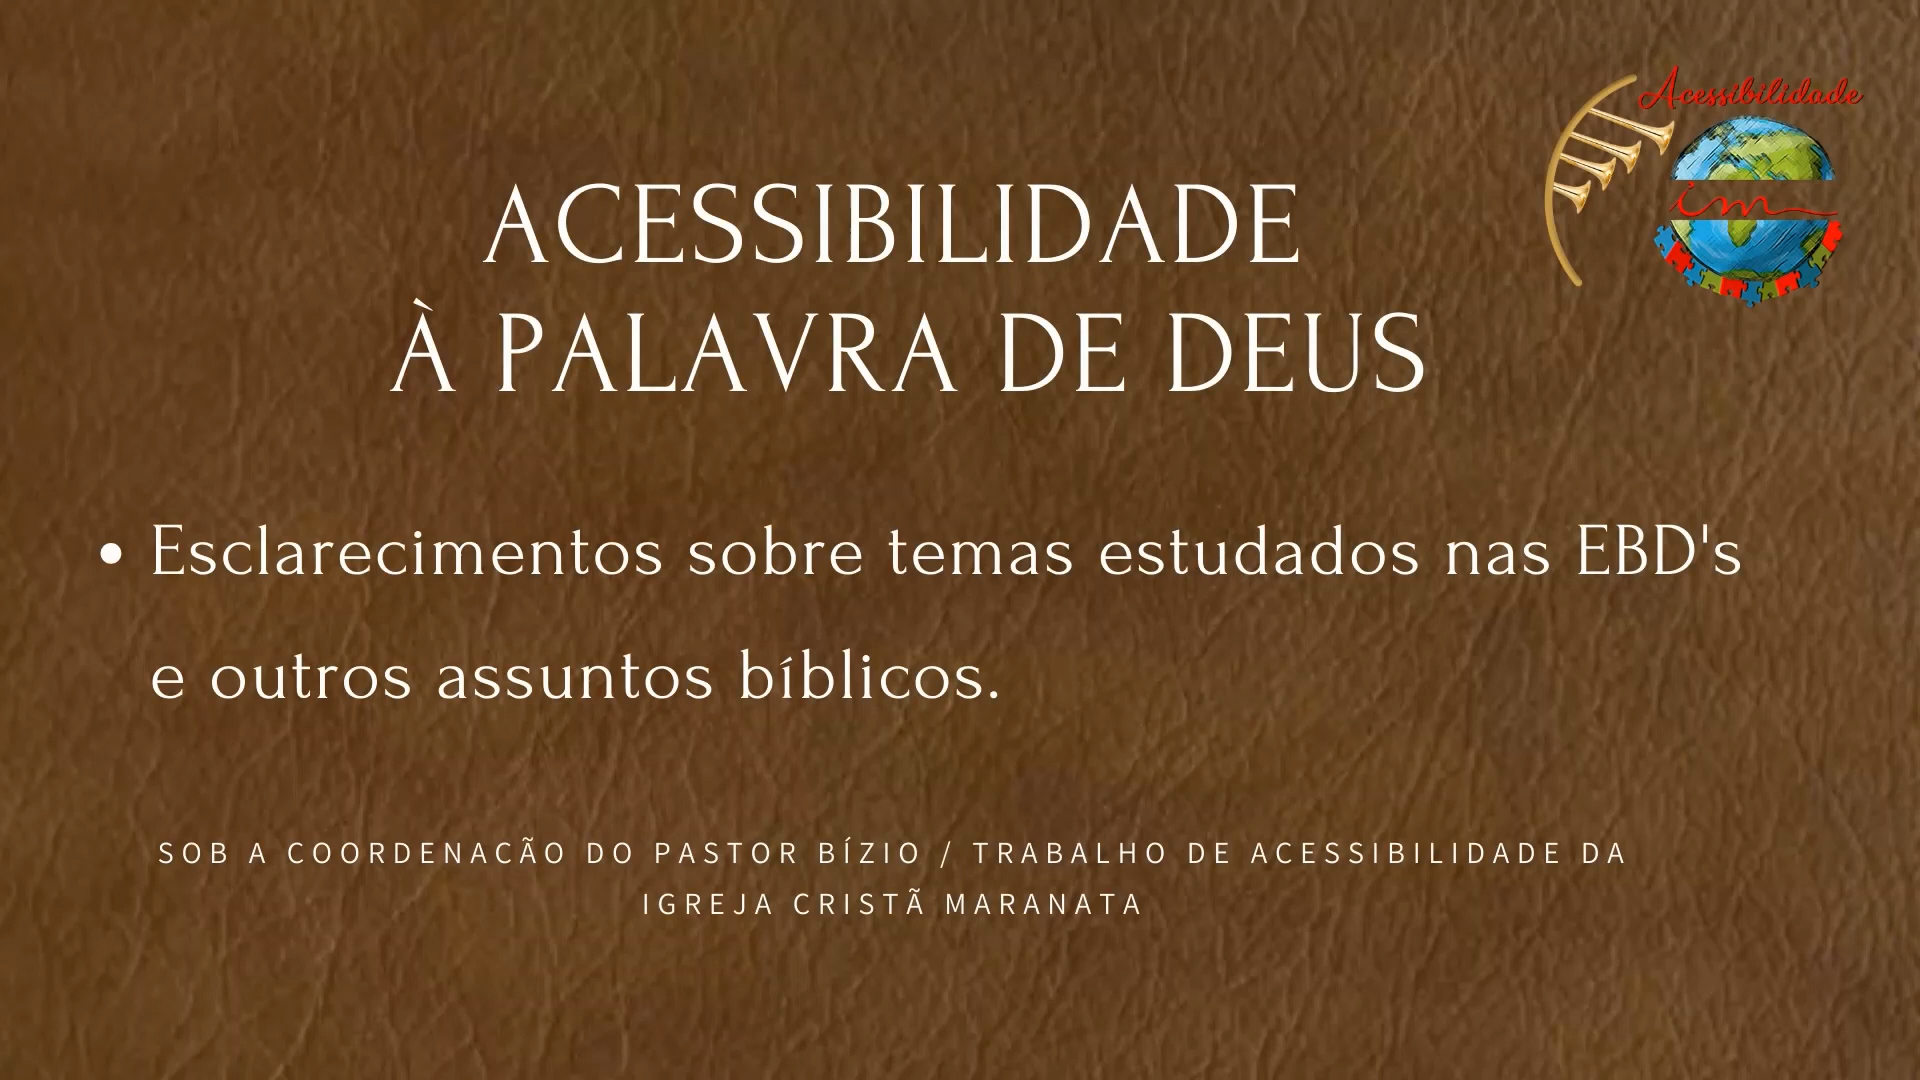 Acessibilidade
im
ACESSIBILIDADE
À PALAVRA DE DEUS
• Esclarecimentos sobre temas estudados nas EBD's
e outros assuntos bíblicos.
SOB A COORDENACÃO DO PASTOR BÍZIO / TRABALHO DE ACESSIBILIDADE DA
IGREJA CRISTÃ MARANATA